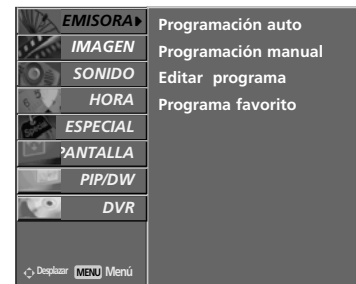 EMISORA
IMAGEN
SONIDO
HORA
ESPECIAL
PANTALLA
PIP/DW
DVR
Desplazar MENU Menú
Programación auto
Programación manual
Editar programa
Programa favorito